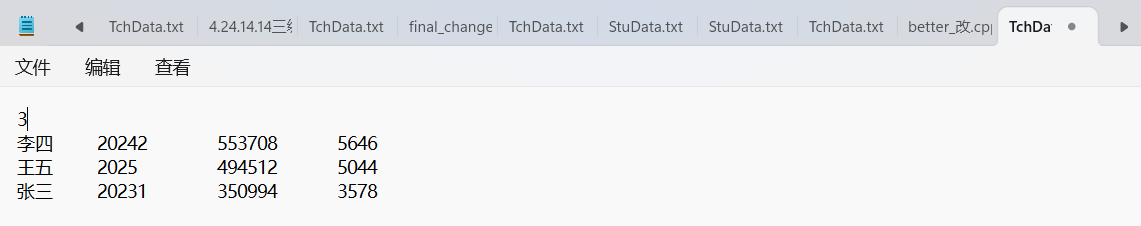 TchData.txt 4.24.14.14三级 TchData.txt final_change TchData.txt StuData.txt StuData.txt TchData.txt better_改.cpp TchDa
文件 编辑 查看
3
李四 20242 553708 5646
王五 2025 494512 5044
张三 20231 350994 3578